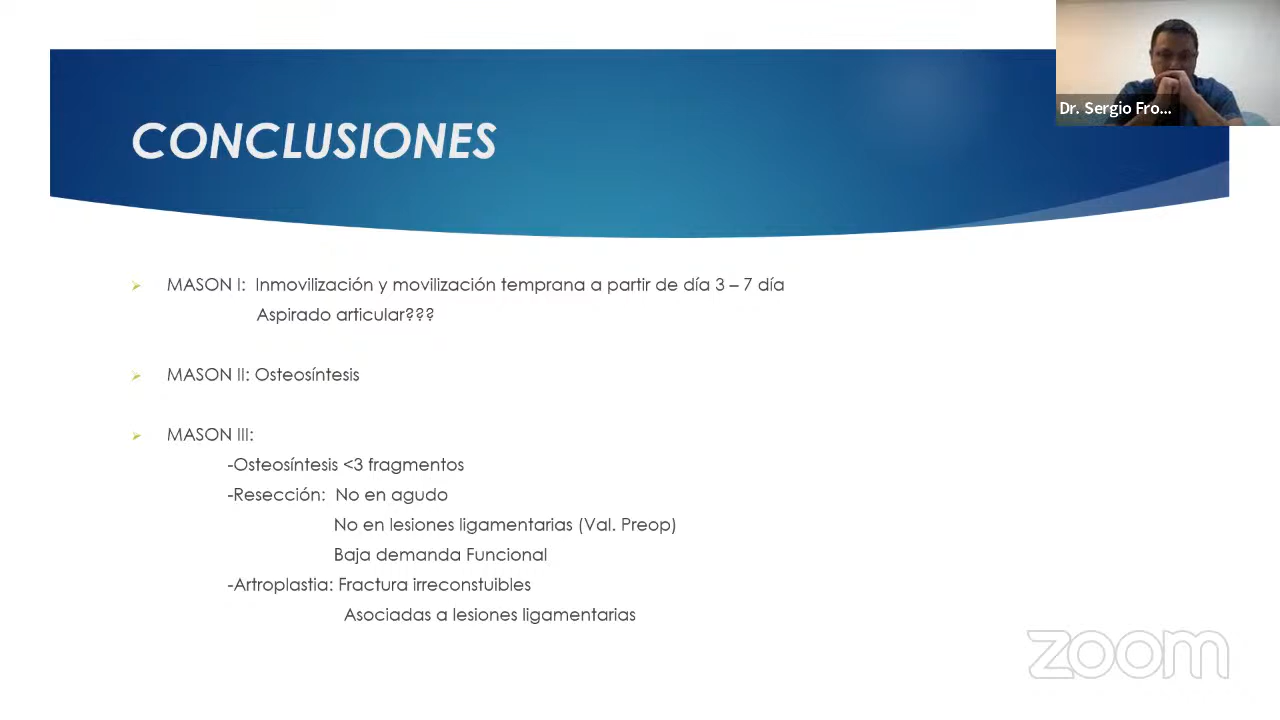 CONCLUSIONES
Dr. Sergio Fro...
MASON I: Inmovilización y movilización temprana a partir de día 3 – 7 día
Aspirado articular???
MASON II: Osteosíntesis
MASON III:
-Osteosíntesis <3 fragmentos
-Resección: No en agudo
No en lesiones ligamentarias (Val. Preop)
Baja demanda Funcional
-Artroplastia: Fractura irreconstuibles
Asociadas a lesiones ligamentarias
zoom